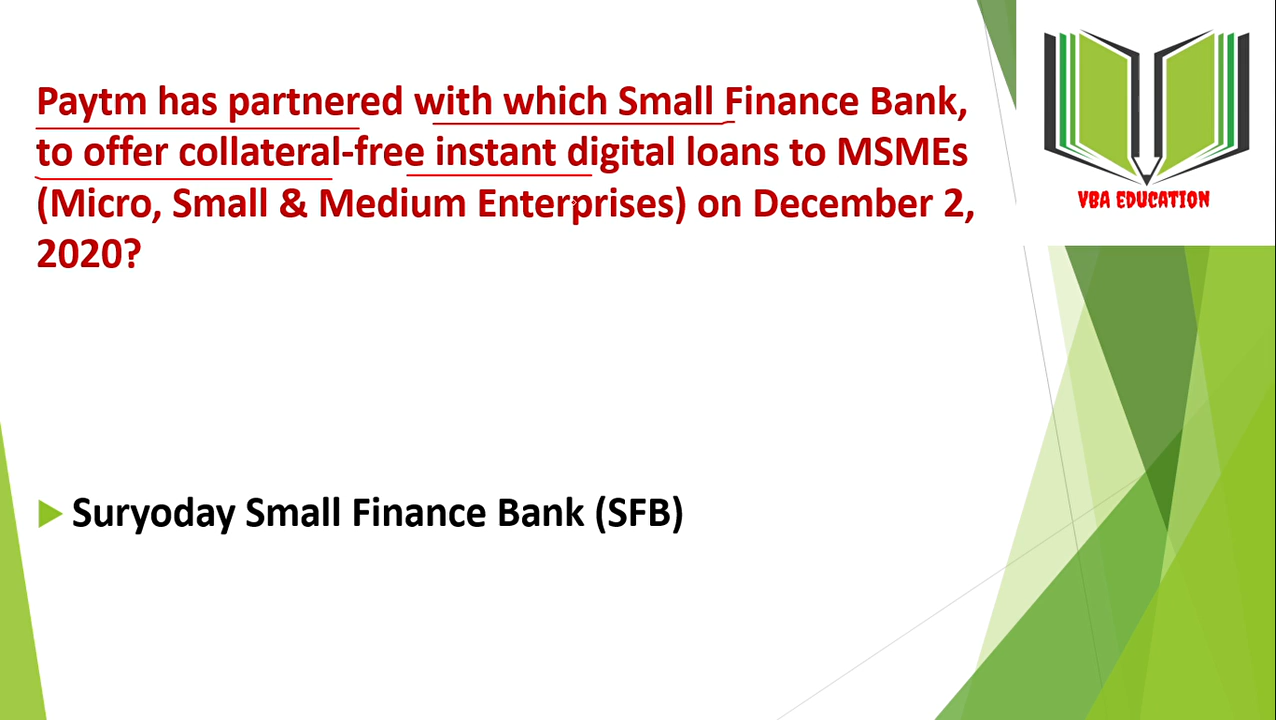 Paytm has partnered with which Small Finance Bank,
to offer collateral-free instant digital loans to MSMEs
(Micro, Small & Medium Enterprises) on December 2,
2020?
VBA EDUCATION
Suryoday Small Finance Bank (SFB)